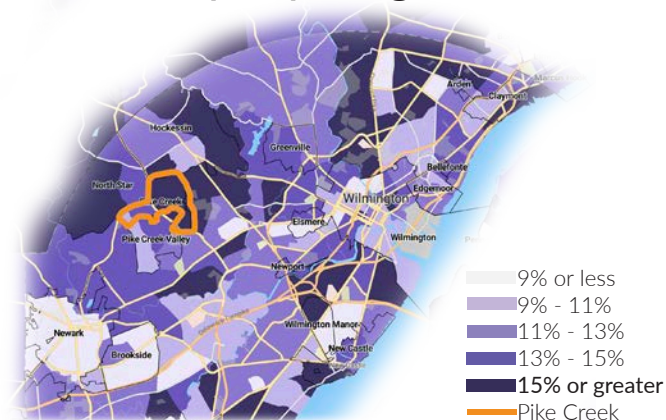 Arden
Claymont
Hockessin
Greenville
Bellefonte
North Star
Edgemoor
Wilmington
Pike Creek Valley
Elsmere
Wilmington
Newport
9% or less
9% - 11%
11% - 13%
13% - 15%
15% or greater
Pike Creek
Wilmington Manor
Newark
New Castle
Brookside